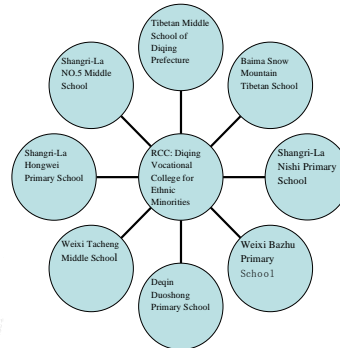 Tibetan Middle
School of
Diqing
Prefecture
Shangri-La
NO.5 Middle
School
Baima Snow
Mountain
Tibetan School
Shangri-La
Hongwei
Primary School
RCC: Diqing
Vocational
College for
Ethnic
Minorities
Shangri-La
Nishi Primary
School
Weixi Tacheng
Middle School
Weixi Bazhu
Primary
School
Deqin
Duoshong
Primary School